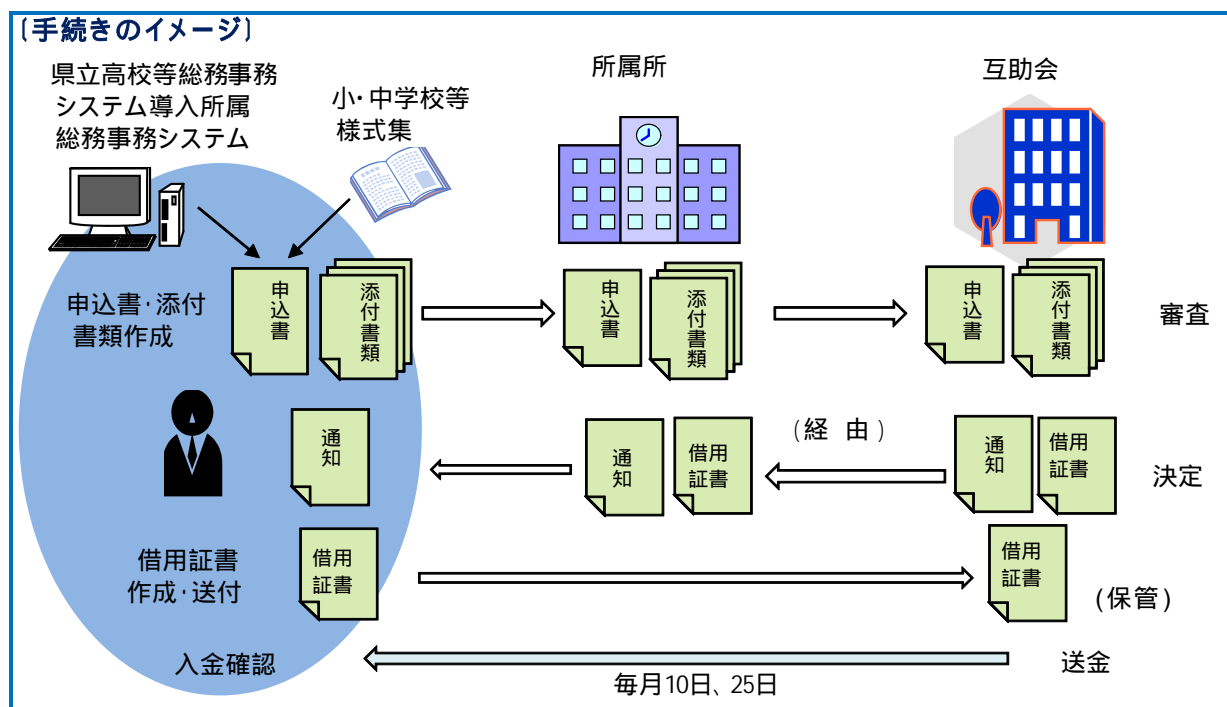 〔手続きのイメージ〕
県立高校等総務事務
システム導入所属
総務事務システム
小・中学校等
様式集
所属所
互助会
申込書・添付
書類作成
申込書
添付書類
申込書
添付書類
申込書
添付書類
審査
通知
通知
借用
証書
(経 由)
通知
借用
証書
決定
借用証書
作成・送付
借用
証書
借用
証書
(保管)
入金確認
毎月10日、25日
送金